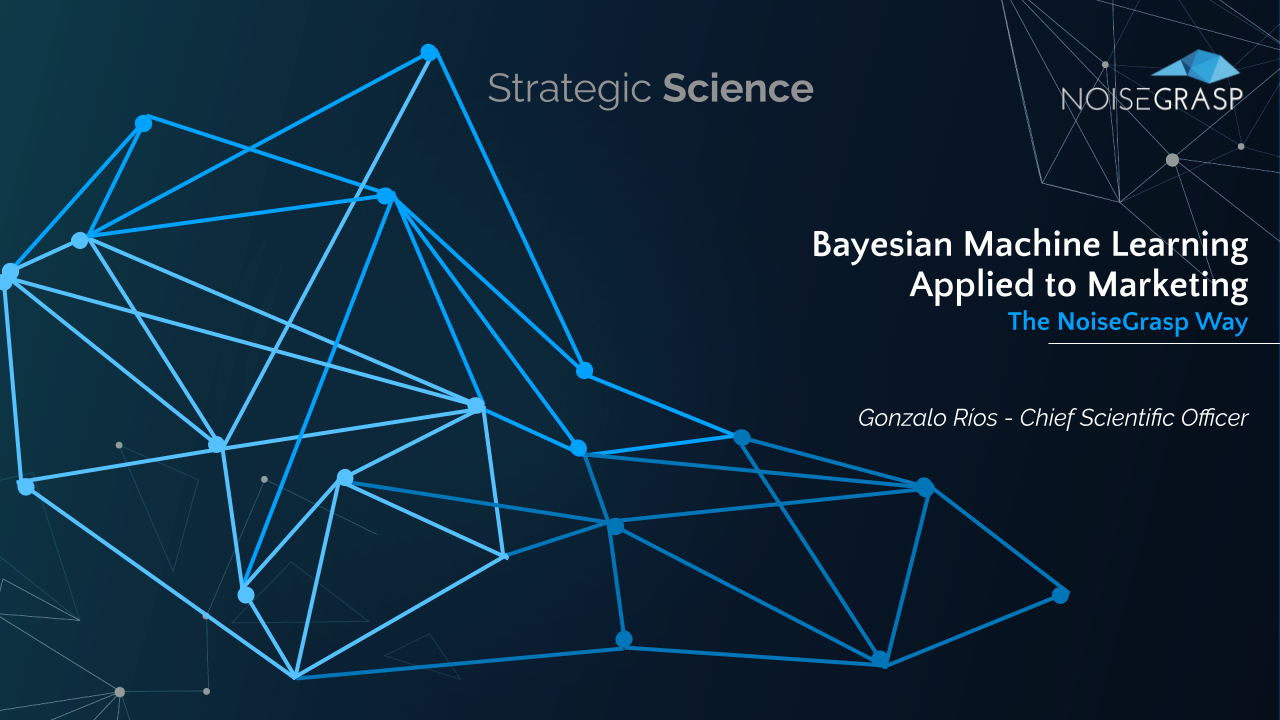 Strategic Science
NOISEGRASP
Bayesian Machine Learning
Applied to Marketing
The NoiseGrasp Way
Gonzalo Ríos - Chief Scientific Officer